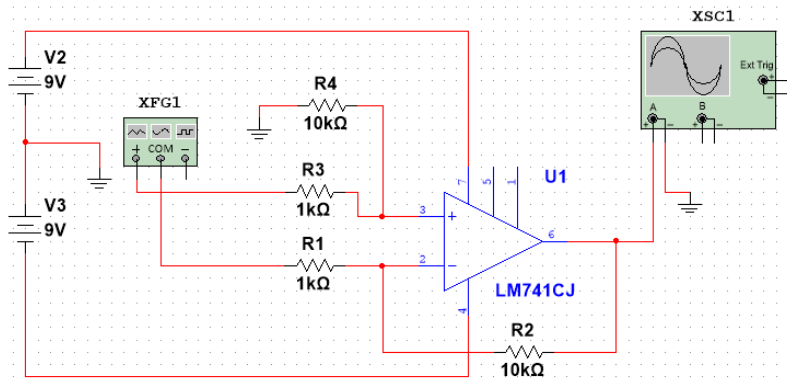 XSC1
V2
9V
XFG1
R4
10kΩ
Ext Trig
+
−
A
B
+ − + −
+ COM −
V3
9V
R3
1kΩ
7 5 1
U1
3 +
6
R1
1kΩ
2 −
LM741CJ
4
R2
10kΩ